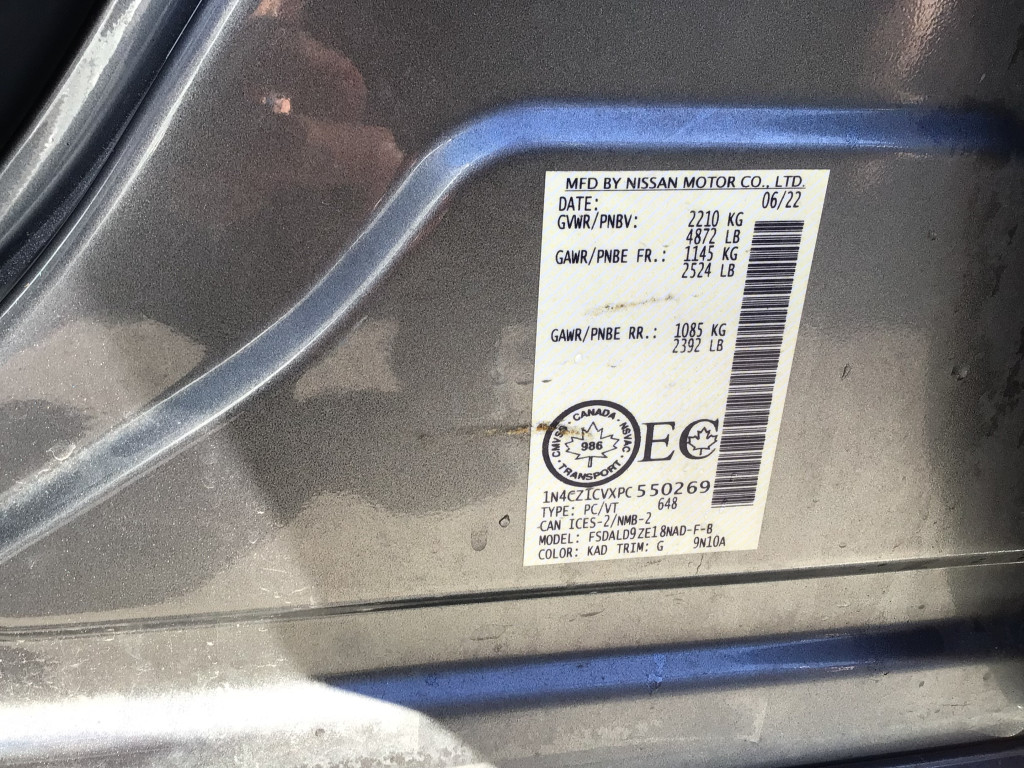 MFD BY NISSAN MOTOR CO., LTD.
DATE: 06/22
GVWR/PNBV: 2210 KG
4872 LB
GAWR/PNBE FR.: 1145 KG
2524 LB
GAWR/PNBE RR.: 1085 KG
2392 LB
CANADA
CMVSS · NSVAC
986
TRANSPORT
EC
1N4CZ1CVXPC550269
TYPE: PC/VT 648
CAN ICES-2/NMB-2
MODEL: FSDALD9ZE18NAD-F-B
COLOR: KAD TRIM: G 9N10A